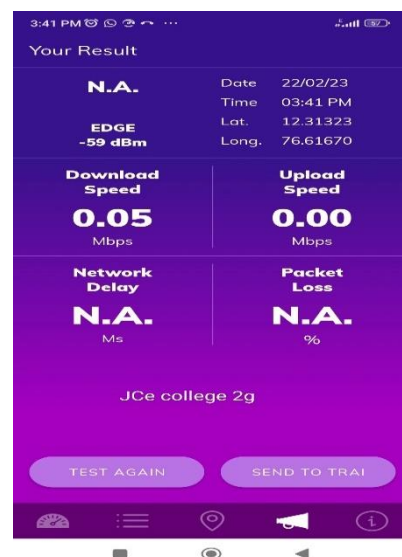 3:41 PM
Your Result
N.A.
EDGE
-59 dBm
Date 22/02/23
Time 03:41 PM
Lat. 12.31323
Long. 76.61670
Download Speed
0.05
Mbps
Upload Speed
0.00
Mbps
Network Delay
N.A.
Ms
Packet Loss
N.A.
%
JCe college 2g
TEST AGAIN
SEND TO TRAI